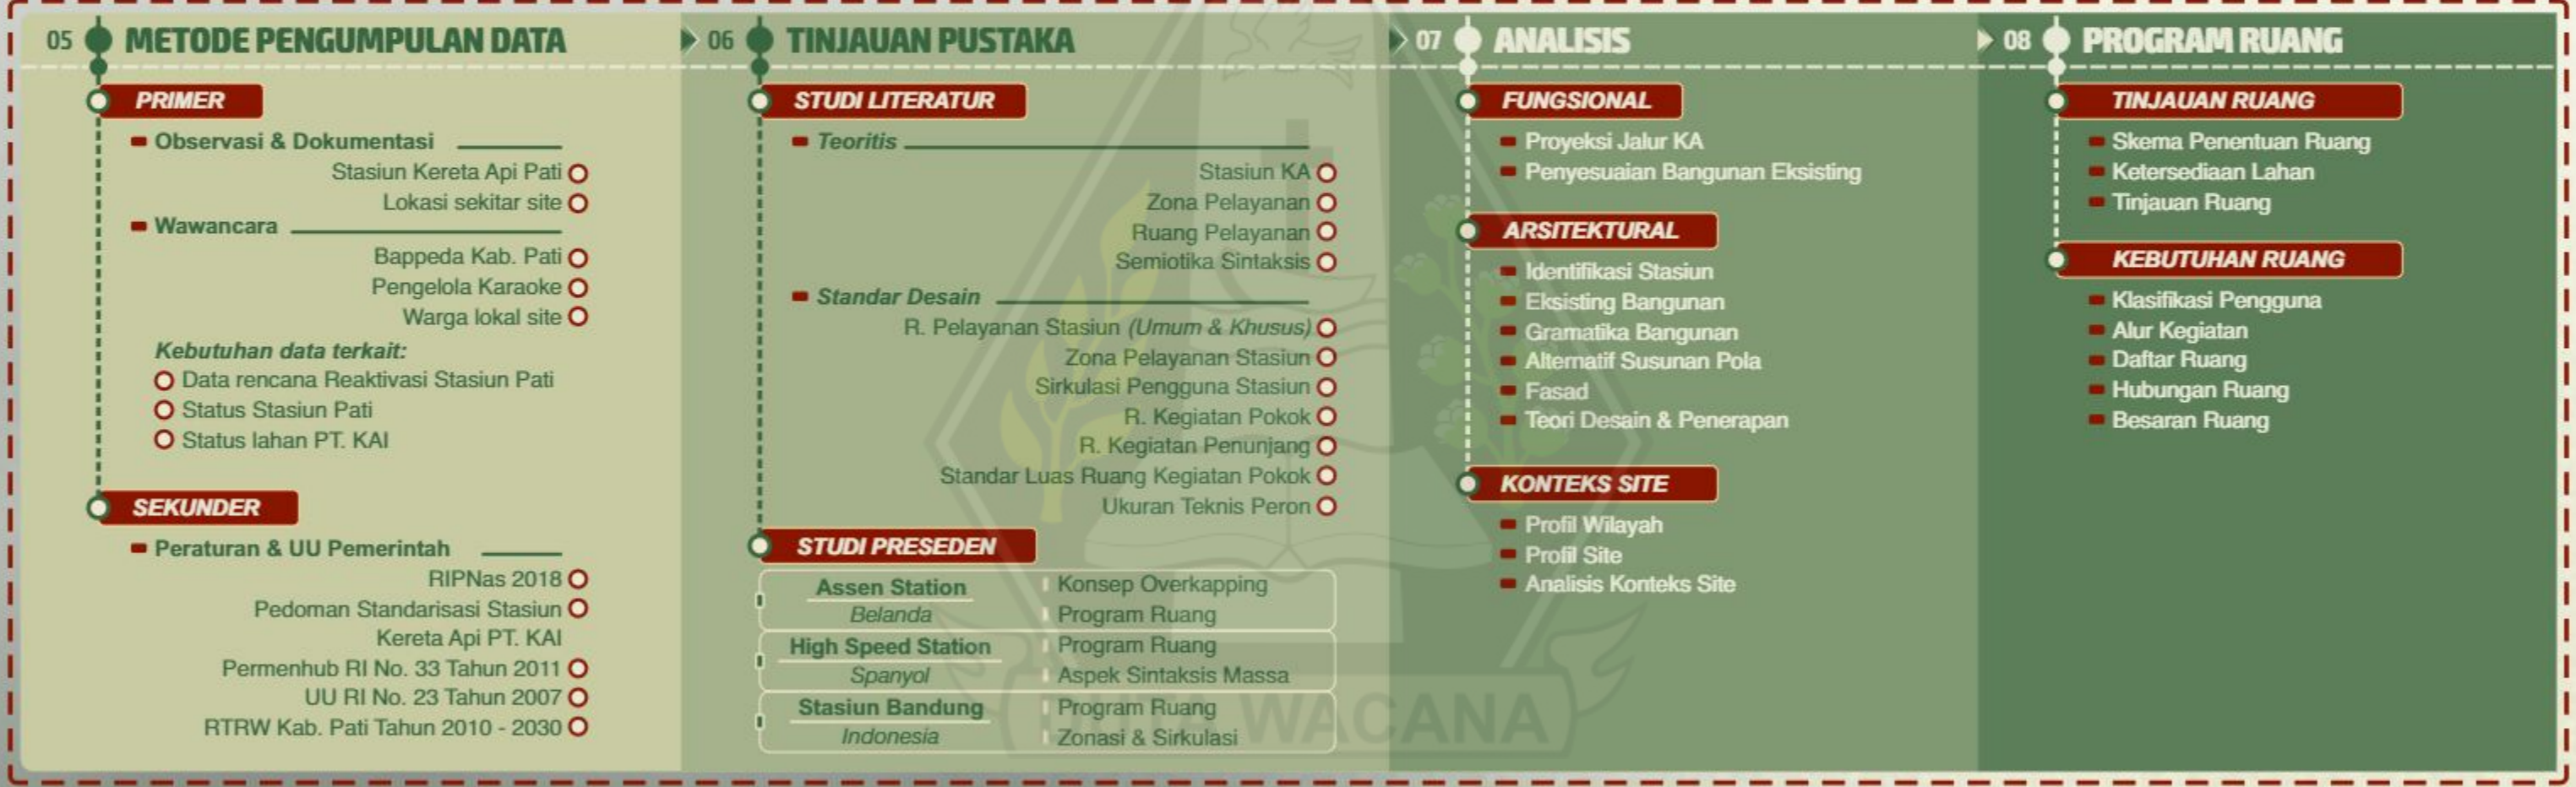 05 METODE PENGUMPULAN DATA
PRIMER
Observasi & Dokumentasi
Stasiun Kereta Api Pati
Lokasi sekitar site
Wawancara
Bappeda Kab. Pati
Pengelola Karaoke
Warga lokal site
Kebutuhan data terkait:
Data rencana Reaktivasi Stasiun Pati
Status Stasiun Pati
Status lahan PT. KAI
SEKUNDER
Peraturan & UU Pemerintah
RIPNas 2018
Pedoman Standarisasi Stasiun
Kereta Api PT. KAI
Permenhub RI No. 33 Tahun 2011
UU RI No. 23 Tahun 2007
RTRW Kab. Pati Tahun 2010 - 2030
06 TINJAUAN PUSTAKA
STUDI LITERATUR
Teoritis
Stasiun KA
Zona Pelayanan
Ruang Pelayanan
Semiotika Sintaksis
Standar Desain
R. Pelayanan Stasiun (Umum & Khusus)
Zona Pelayanan Stasiun
Sirkulasi Pengguna Stasiun
R. Kegiatan Pokok
R. Kegiatan Penunjang
Standar Luas Ruang Kegiatan Pokok
Ukuran Teknis Peron
STUDI PRESEDEN
Assen Station
Belanda
Konsep Overkapping
Program Ruang
High Speed Station
Spanyol
Program Ruang
Aspek Sintaksis Massa
Stasiun Bandung
Indonesia
Program Ruang
Zonasi & Sirkulasi
07 ANALISIS
FUNGSIONAL
Proyeksi Jalur KA
Penyesuaian Bangunan Eksisting
ARSITEKTURAL
Identifikasi Stasiun
Eksisting Bangunan
Gramatika Bangunan
Alternatif Susunan Pola
Fasad
Teori Desain & Penerapan
KONTEKS SITE
Profil Wilayah
Profil Site
Analisis Konteks Site
08 PROGRAM RUANG
TINJAUAN RUANG
Skema Penentuan Ruang
Ketersediaan Lahan
Tinjauan Ruang
KEBUTUHAN RUANG
Klasifikasi Pengguna
Alur Kegiatan
Daftar Ruang
Hubungan Ruang
Besaran Ruang
DUTA WACANA